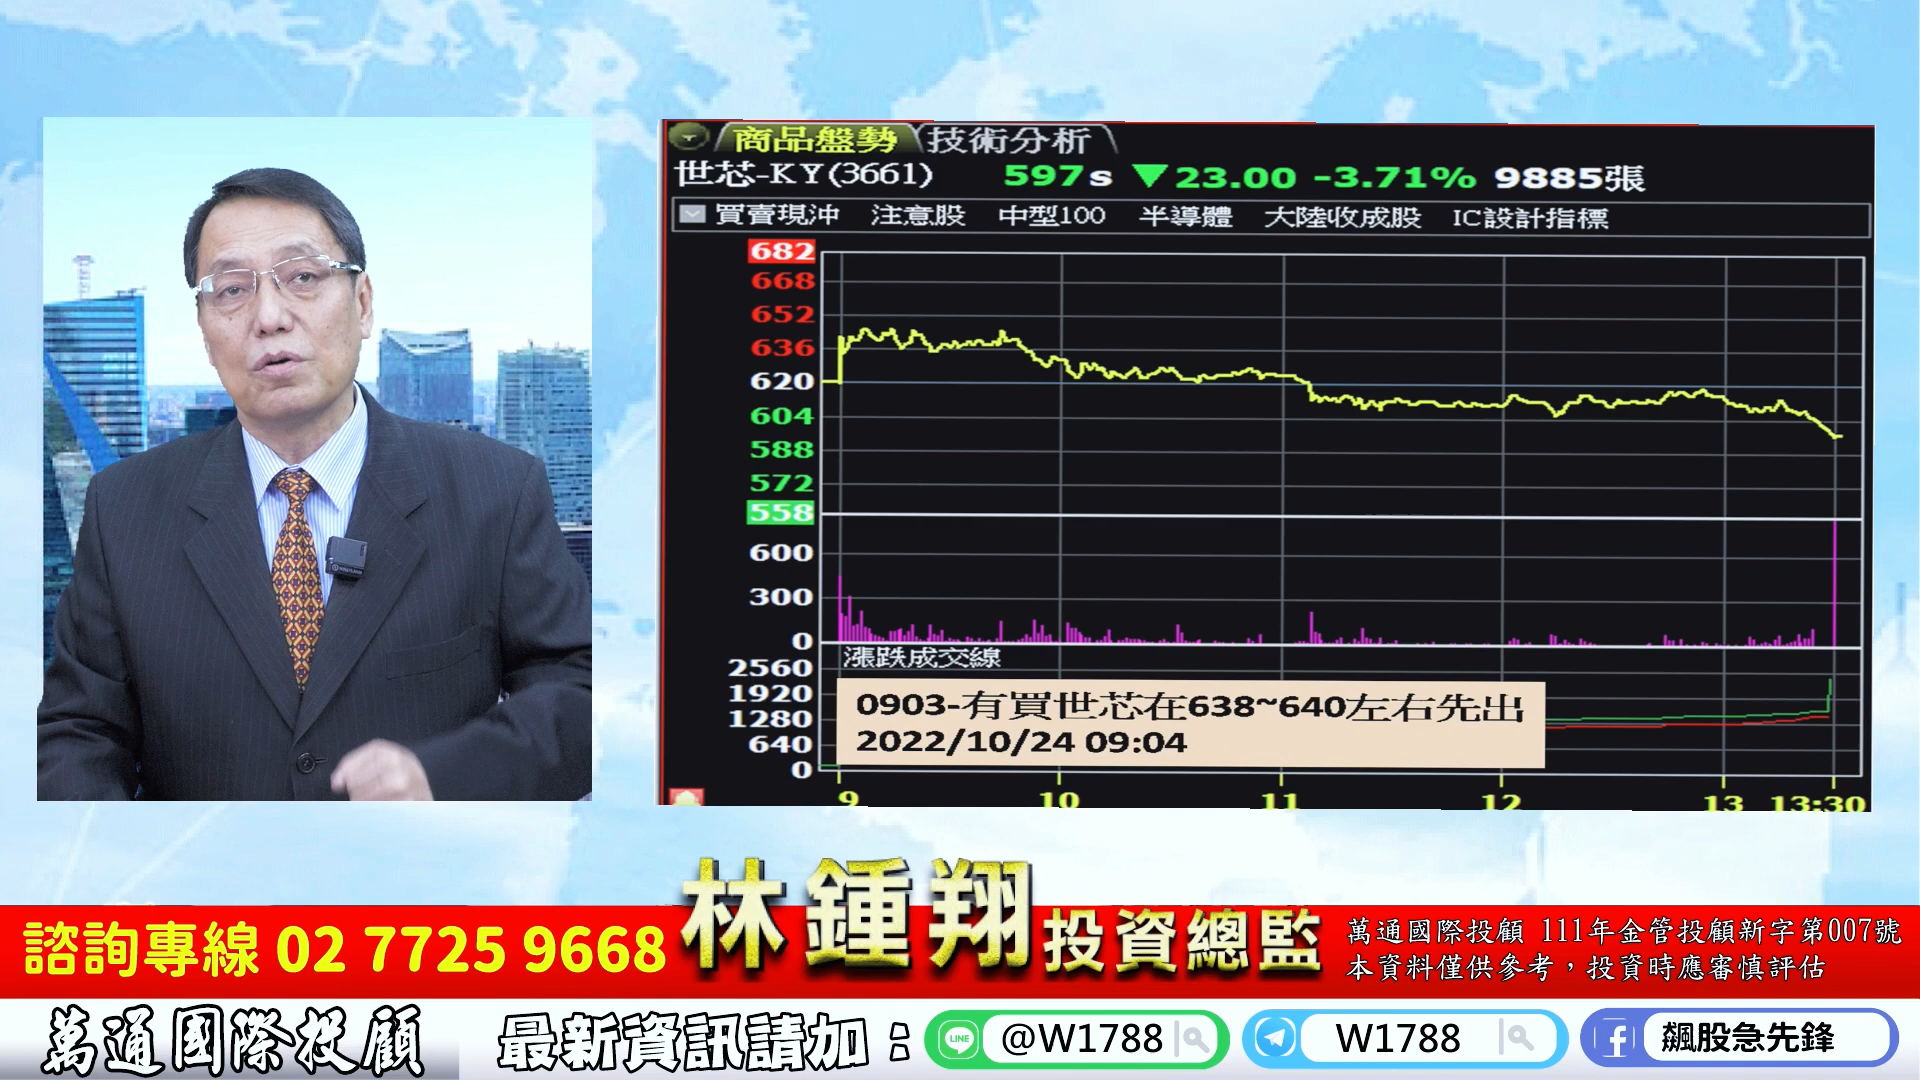 商品盤勢 技術分析
世芯-KY(3661) 597s ▼23.00 -3.71% 9885張
買賣現沖 注意股 中型100 半導體 大陸收成股 IC設計指標
682
668
652
636
620
604
588
572
558
600
300
0
漲跌成交線
2560
1920
1280
640
0
0903-有買世芯在638~640左右先出
2022/10/24 09:04
9 10 11 12 13 13:30
林鍾翔 投資總監
諮詢專線 02 7725 9668
萬通國際投顧 111年金管投顧新字第007號
本資料僅供參考，投資時應審慎評估
萬通國際投顧
最新資訊請加：
LINE @W1788
W1788
飆股急先鋒